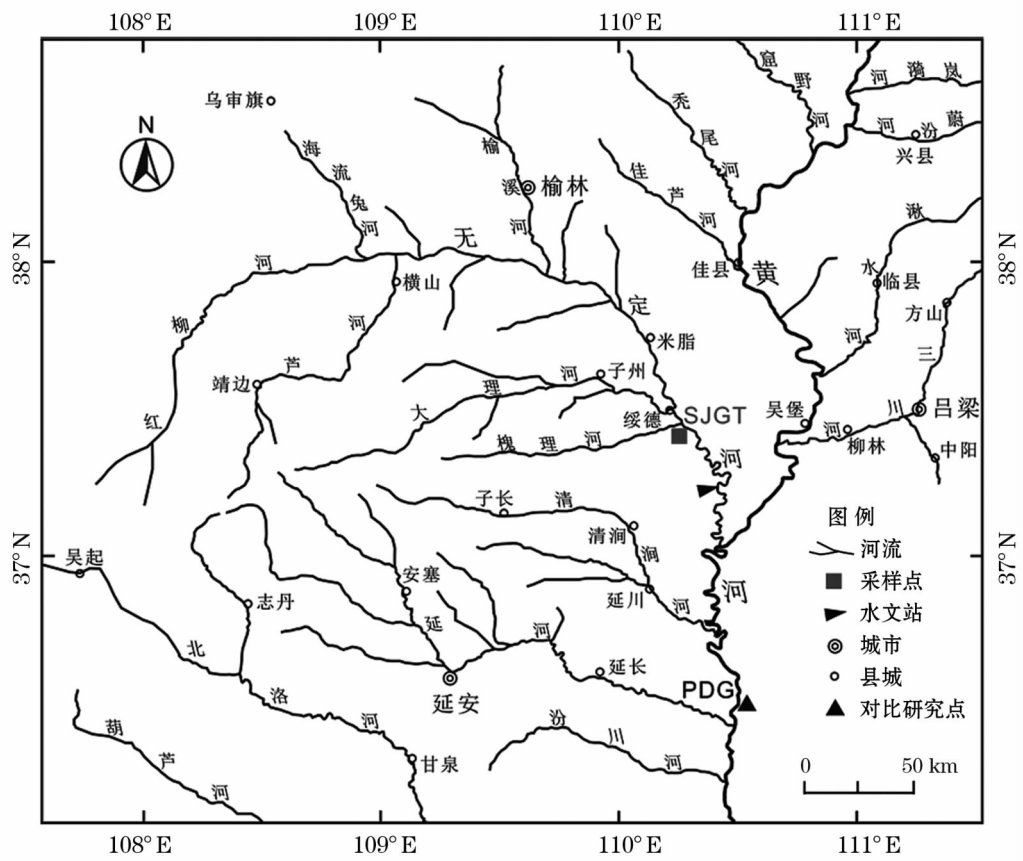 108°E 109°E 110°E 111°E
窟野河
岚漪河
蔚汾河
兴县
乌审旗
N
海流兔河
榆溪河
榆林
秃尾河
佳芦河
湫水河
38°N
38°N
无定河
黄河
佳县
临县
方山
横山
红柳河
芦河
米脂
三川河
靖边
大理河
子州
绥德
SJGT
吴堡
吕梁
槐理河
柳林
中阳
子长
清涧河
清涧
37°N
37°N
吴起
安塞
延川
志丹
延河
北洛河
延长
延安
PDG
汾川河
葫芦河
甘泉
图例
河流
采样点
水文站
城市
县城
对比研究点
0 50 km
108°E 109°E 110°E 111°E